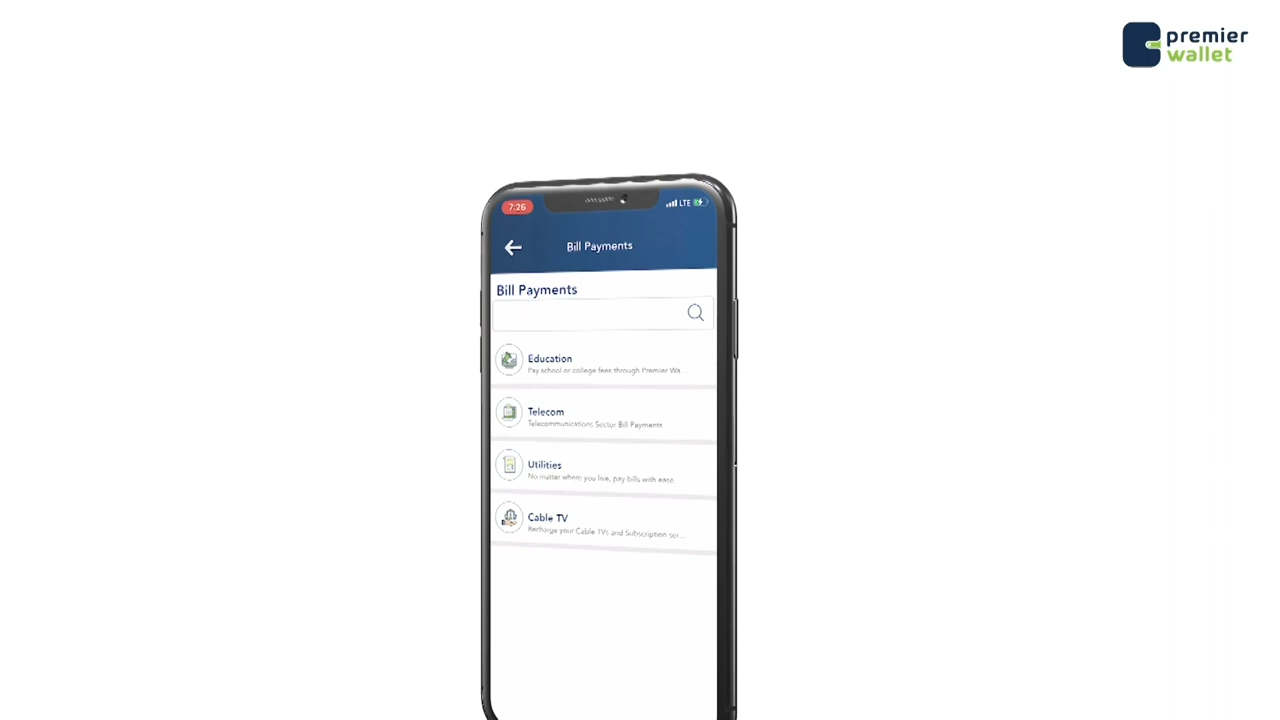 premier
wallet
7:26
LTE
Bill Payments
Bill Payments
Education
Pay school or college fees through Premier Wa...
Telecom
Telecommunications Sector Bill Payments
Utilities
No matter where you live, pay bills with ease.
Cable TV
Recharge your Cable TVs and Subscription ser...